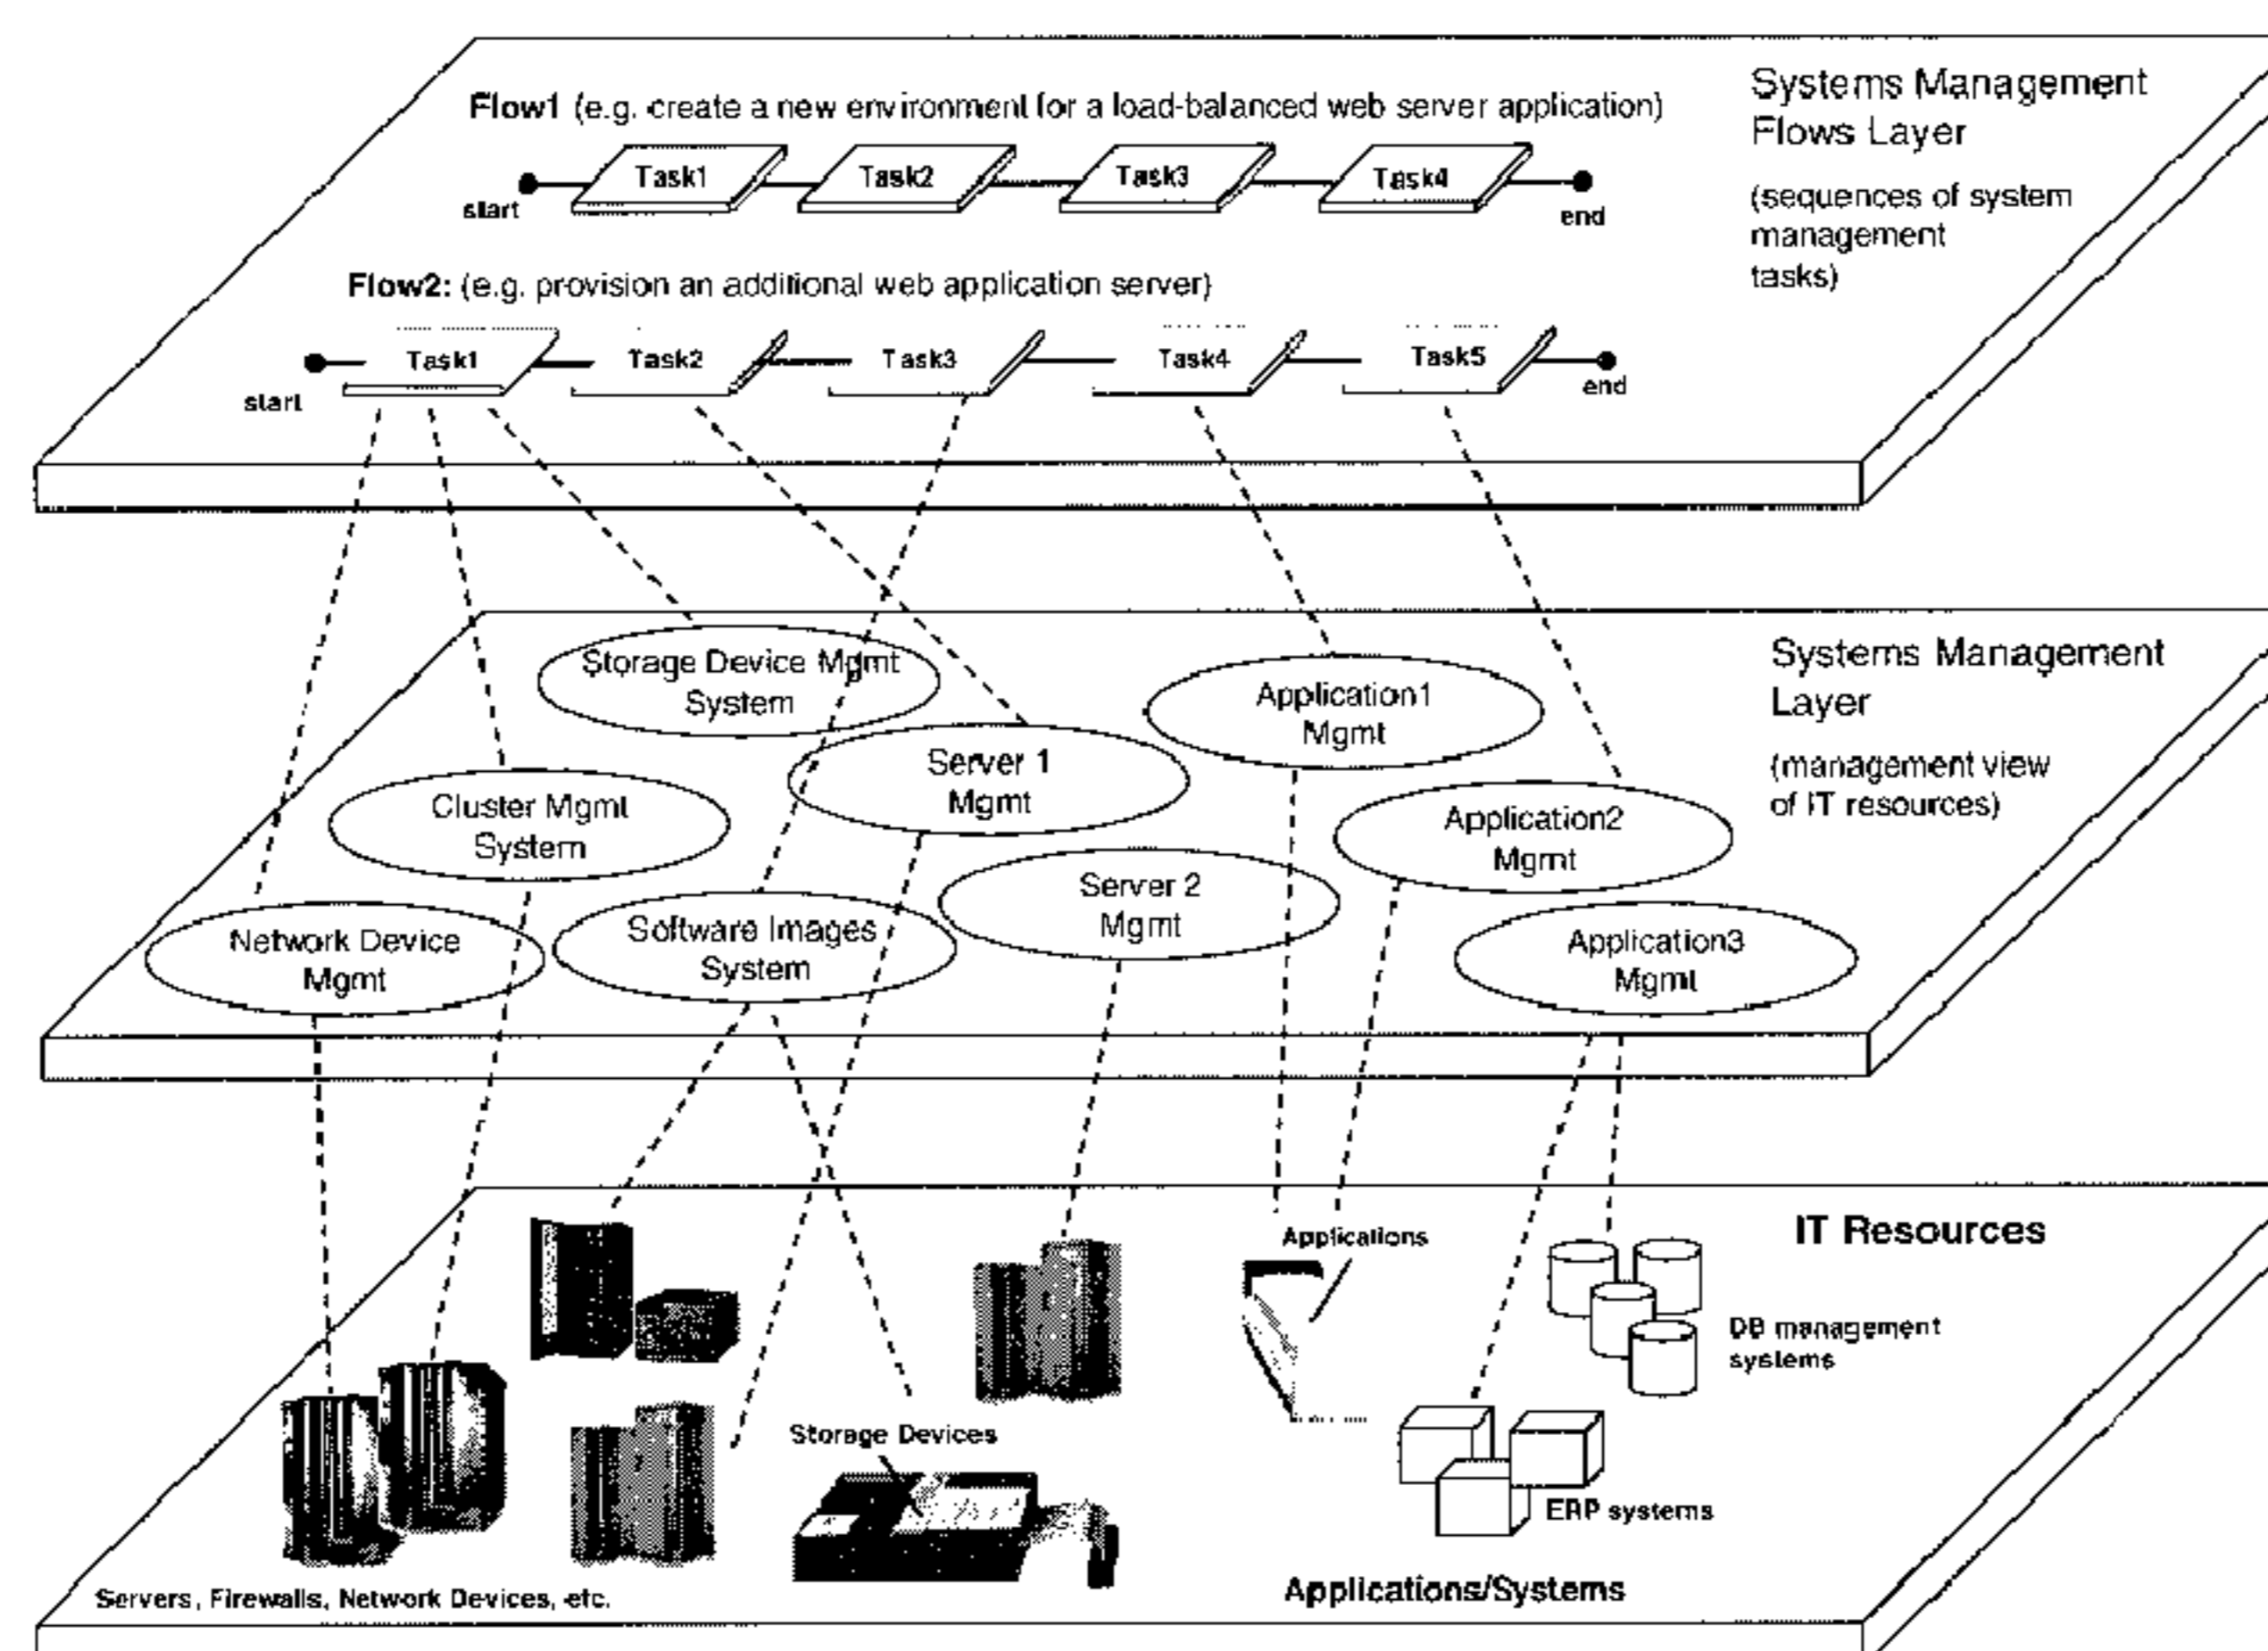 Flow1 (e.g. create a new environment for a load-balanced web server application)
Systems Management
Flows Layer
(sequences of system
management
tasks)
start
Task1
Task2
Task3
Task4
end
Flow2: (e.g. provision an additional web application server)
start
Task1
Task2
Task3
Task4
Task5
end
Systems Management
Layer
(management view
of IT resources)
Storage Device Mgmt
System
Application1
Mgmt
Server 1
Mgmt
Cluster Mgmt
System
Application2
Mgmt
Server 2
Mgmt
Network Device
Mgmt
Software Images
System
Application3
Mgmt
IT Resources
Applications
DB management
systems
Storage Devices
ERP systems
Servers, Firewalls, Network Devices, etc.
Applications/Systems